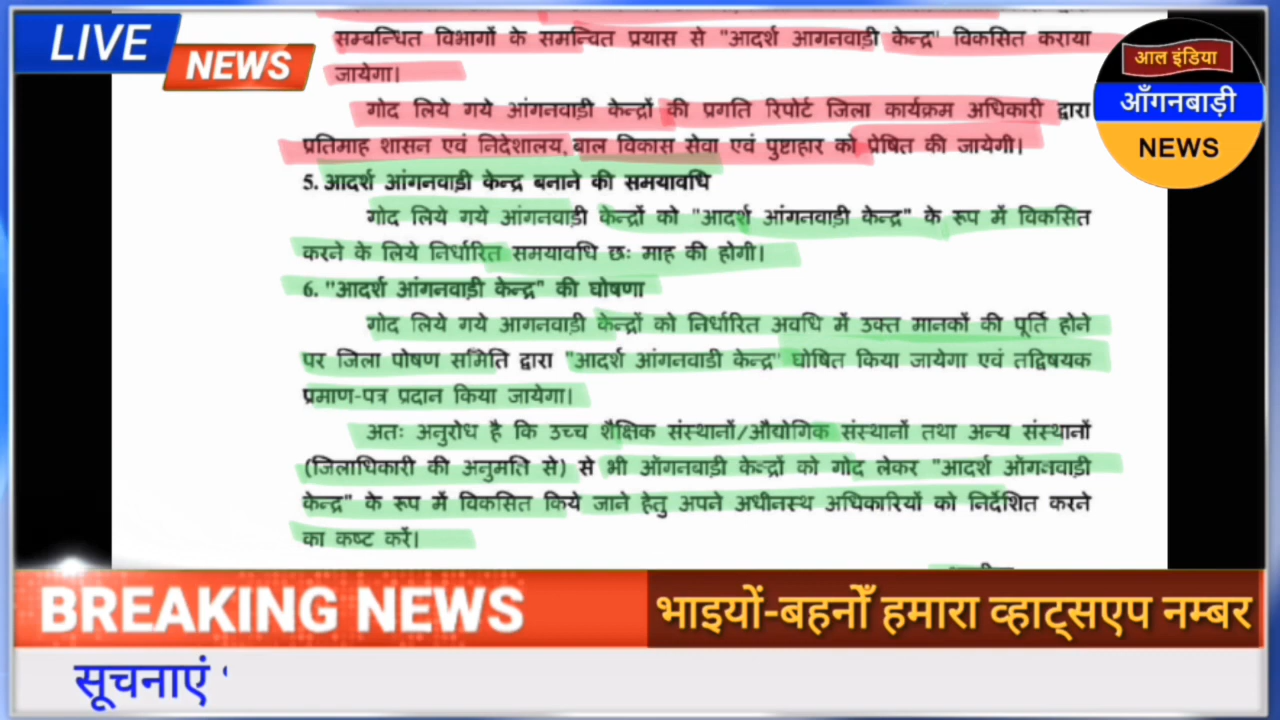 LIVE
NEWS
सम्बन्धित विभागों के समन्वित प्रयास से "आदर्श आगनवाड़ी केन्द्र" विकसित कराया
जायेगा।
गोद लिये गये आंगनवाड़ी केन्द्रों की प्रगति रिपोर्ट जिला कार्यक्रम अधिकारी द्वारा
प्रतिमाह शासन एवं निदेशालय, बाल विकास सेवा एवं पुष्टाहार को प्रेषित की जायेगी।
5. आदर्श आंगनवाड़ी केन्द्र बनाने की समयावधि
गोद लिये गये आंगनवाड़ी केन्द्रों को "आदर्श आंगनवाड़ी केन्द्र" के रूप में विकसित
करने के लिये निर्धारित समयावधि छः माह की होगी।
6. "आदर्श आंगनवाड़ी केन्द्र" की घोषणा
गोद लिये गये आगनवाड़ी केन्द्रों को निर्धारित अवधि में उक्त मानकों की पूर्ति होने
पर जिला पोषण समिति द्वारा "आदर्श आंगनवाडी केन्द्र" घोषित किया जायेगा एवं तद्विषयक
प्रमाण-पत्र प्रदान किया जायेगा।
अतः अनुरोध है कि उच्च शैक्षिक संस्थानों/औद्योगिक संस्थानों तथा अन्य संस्थानों
(जिलाधिकारी की अनुमति से) से भी ऑगनबाड़ी केन्द्रों को गोद लेकर "आदर्श ऑगनवाड़ी
केन्द्र" के रूप में विकसित किये जाने हेतु अपने अधीनस्थ अधिकारियों को निर्देशित करने
का कष्ट करें।
आल इंडिया
आँगनबाड़ी
NEWS
BREAKING NEWS
भाइयों-बहनोँ हमारा व्हाट्सएप नम्बर
सूचनाएं '